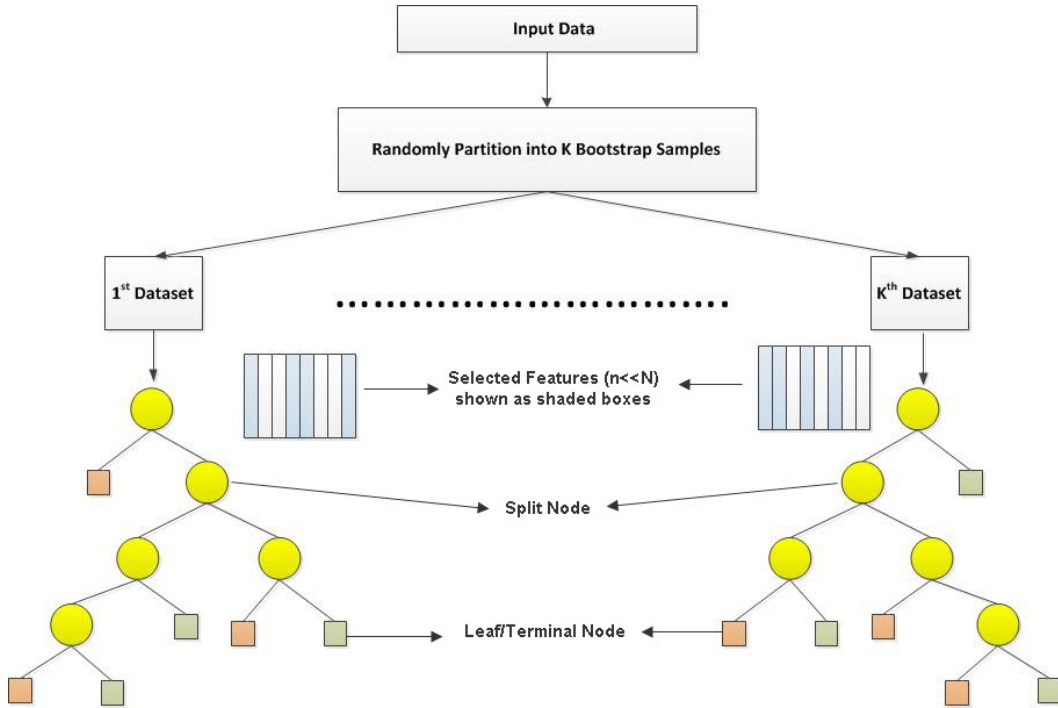 Input Data
Randomly Partition into K Bootstrap Samples
1st Dataset
Kth Dataset
Selected Features (n<<N)
shown as shaded boxes
Split Node
Leaf/Terminal Node